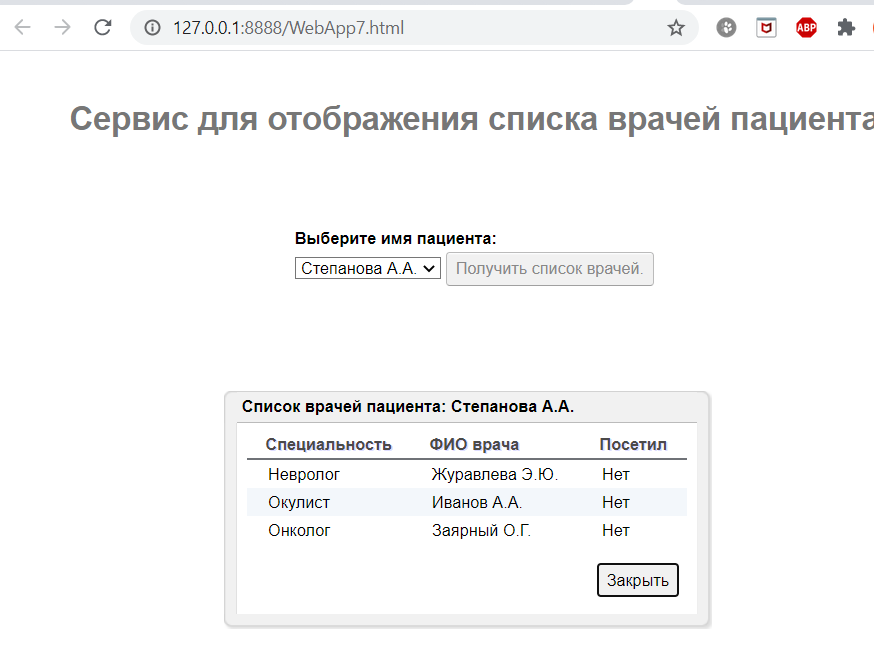 127.0.0.1:8888/WebApp7.html
ABP
Сервис для отображения списка врачей пациента
Выберите имя пациента:
Степанова А.А. Получить список врачей.
Список врачей пациента: Степанова А.А.
Специальность ФИО врача Посетил
Невролог Журавлева Э.Ю. Нет
Окулист Иванов А.А. Нет
Онколог Заярный О.Г. Нет
Закрыть